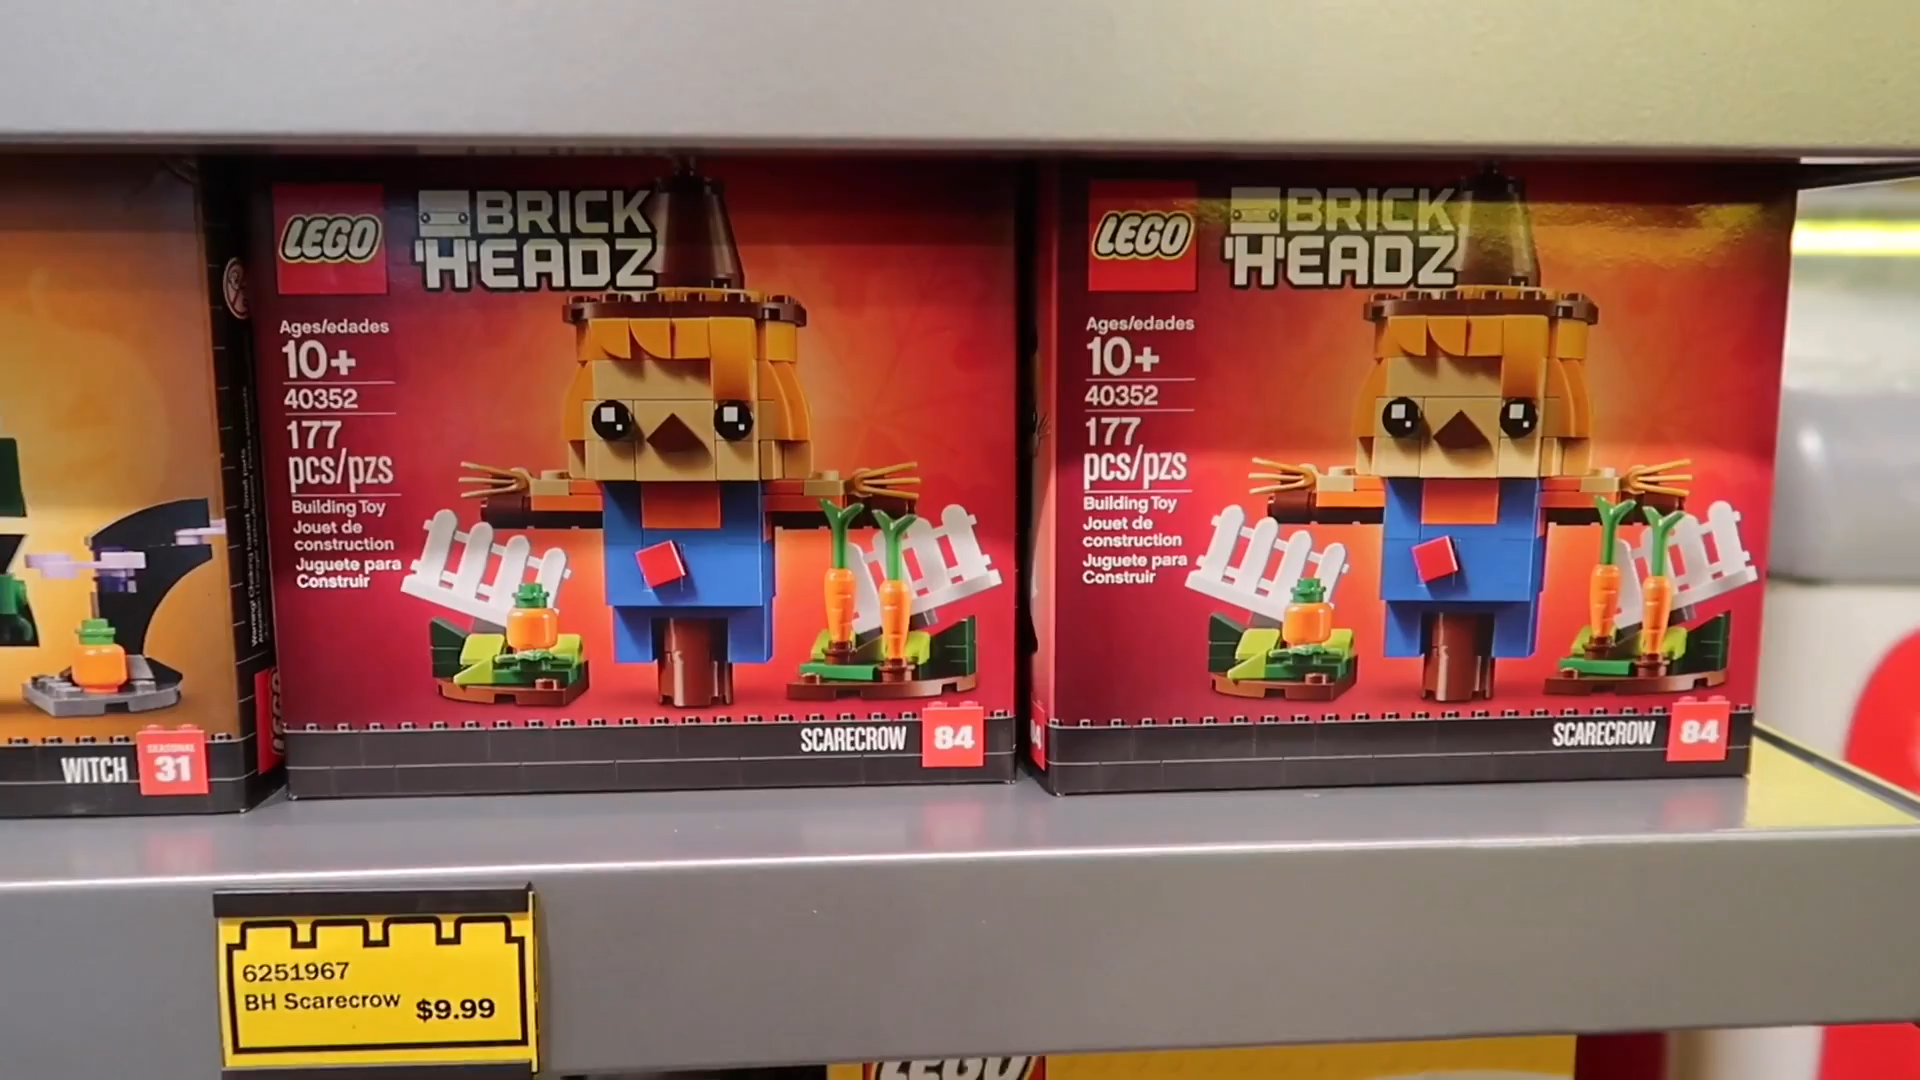 LEGO
BRICK
HEADZ
Ages/edades
10+
40352
177
pcs/pzs
Building Toy
Jouet de
construction
Juguete para
Construir
SCARECROW 84
LEGO
BRICK
HEADZ
Ages/edades
10+
40352
177
pcs/pzs
Building Toy
Jouet de
construction
Juguete para
Construir
SCARECROW 84
WITCH
SEASONAL
31
6251967
BH Scarecrow $9.99
LEGO